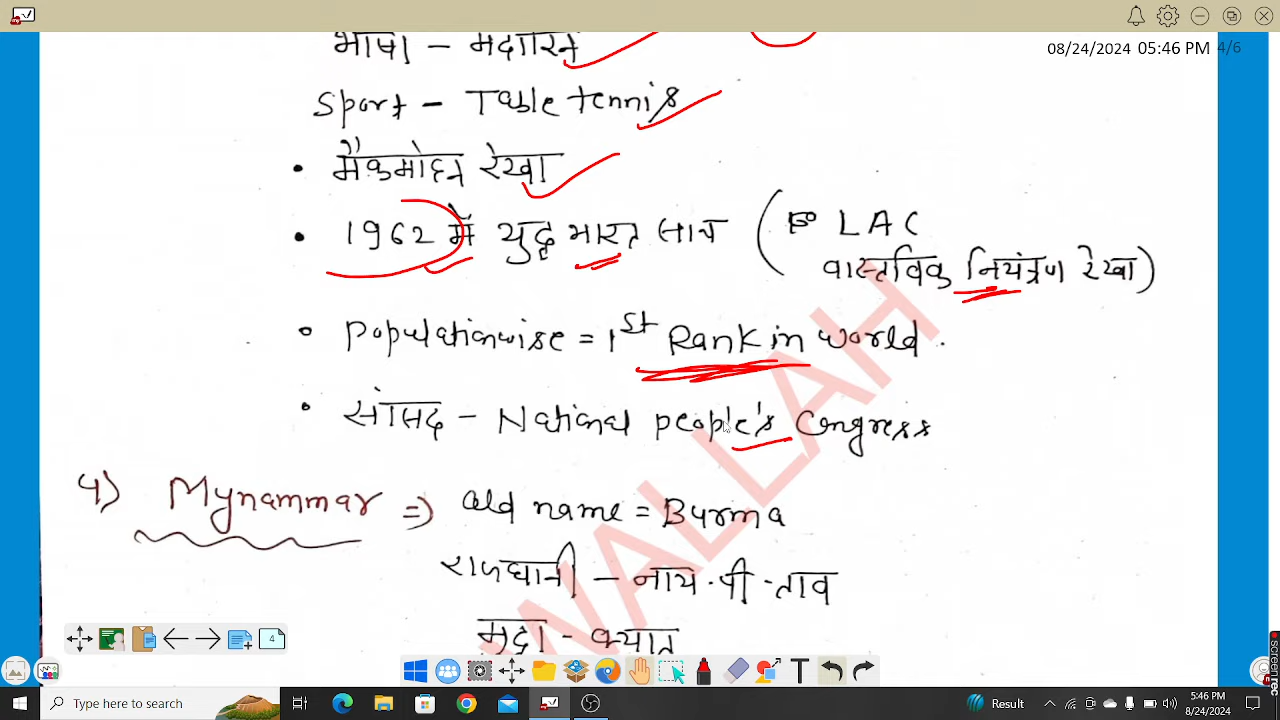 08/24/2024 05:46 PM 4/6
भाषा - मंदारिन
Sport - Table tennis
• मैकमोहन रेखा
• 1962 में युद्ध भारत साथ ( LAC
वास्तविक नियंत्रण रेखा)
• Populationwise = 1st Rank in world.
• सांसद - National people's Congress
4) Mynammar => old name = Burma
राजधानी - नाय.पी.ताव
मुद्रा - क्यात
WALLAH
4
Type here to search
Result
5:46 PM
8/24/2024